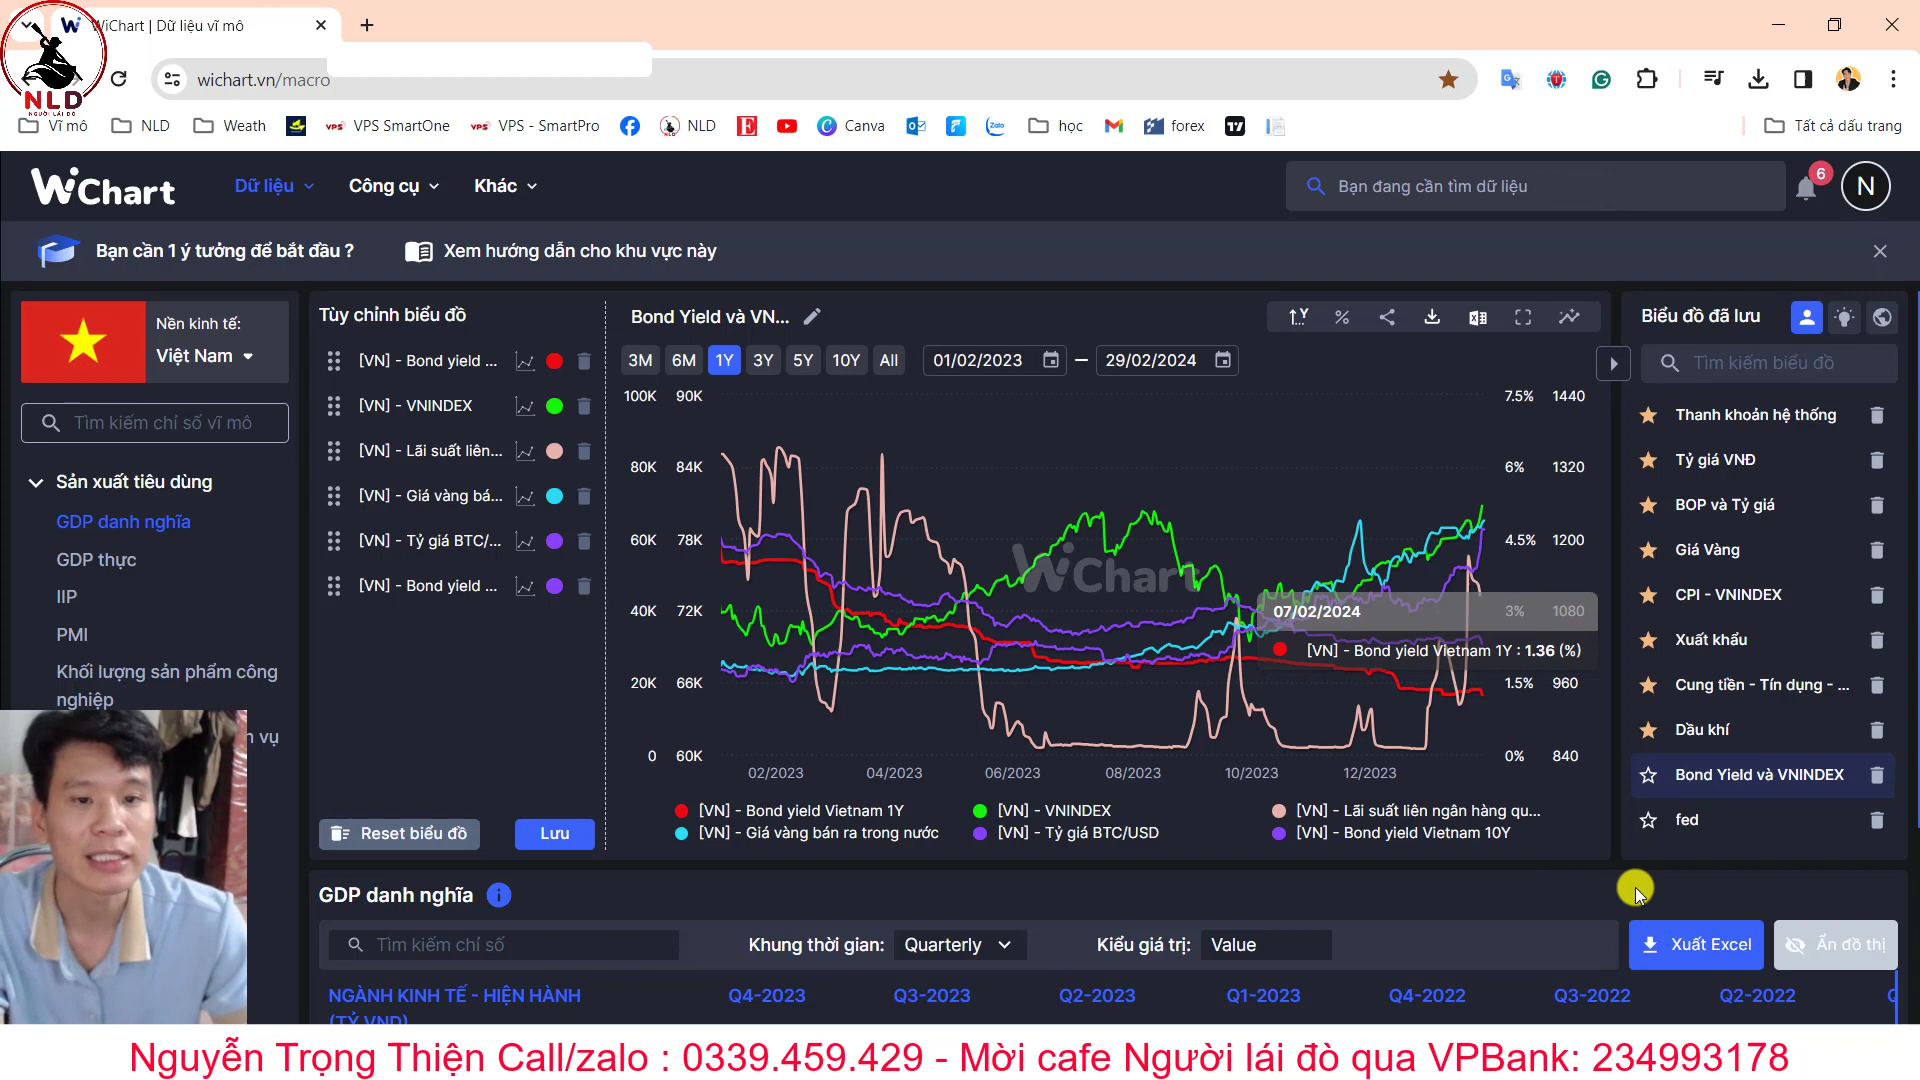 WiChart | Dữ liệu vĩ mô
wichart.vn/macro
NLD
NGƯỜI LÁI ĐÒ
Vĩ mô
NLD
Weath
VPS SmartOne
VPS - SmartPro
NLD
Canva
học
forex
Tất cả dấu trang
WiChart
Dữ liệu
Công cụ
Khác
Bạn đang cần tìm dữ liệu
6
N
Bạn cần 1 ý tưởng để bắt đầu ?
Xem hướng dẫn cho khu vực này
Nền kinh tế:
Việt Nam
Tìm kiếm chỉ số vĩ mô
Sản xuất tiêu dùng
GDP danh nghĩa
GDP thực
IIP
PMI
Khối lượng sản phẩm công
nghiệp
vụ
Tùy chỉnh biểu đồ
[VN] - Bond yield ...
[VN] - VNINDEX
[VN] - Lãi suất liên...
[VN] - Giá vàng bá...
[VN] - Tỷ giá BTC/...
[VN] - Bond yield ...
Reset biểu đồ
Lưu
Bond Yield và VN...
3M 6M 1Y 3Y 5Y 10Y All
01/02/2023 — 29/02/2024
100K 90K 7.5% 1440
80K 84K 6% 1320
60K 78K 4.5% 1200
40K 72K 3% 1080
20K 66K 1.5% 960
0 60K 0% 840
WiChart
07/02/2024
[VN] - Bond yield Vietnam 1Y : 1.36 (%)
02/2023 04/2023 06/2023 08/2023 10/2023 12/2023
[VN] - Bond yield Vietnam 1Y
[VN] - VNINDEX
[VN] - Lãi suất liên ngân hàng qu...
[VN] - Giá vàng bán ra trong nước
[VN] - Tỷ giá BTC/USD
[VN] - Bond yield Vietnam 10Y
Biểu đồ đã lưu
Tìm kiếm biểu đồ
Thanh khoản hệ thống
Tỷ giá VNĐ
BOP và Tỷ giá
Giá Vàng
CPI - VNINDEX
Xuất khẩu
Cung tiền - Tín dụng - ...
Dầu khí
Bond Yield và VNINDEX
fed
GDP danh nghĩa
Tìm kiếm chỉ số
Khung thời gian: Quarterly
Kiểu giá trị: Value
Xuất Excel
Ẩn đồ thị
NGÀNH KINH TẾ - HIỆN HÀNH Q4-2023 Q3-2023 Q2-2023 Q1-2023 Q4-2022 Q3-2022 Q2-2022
(TỶ VND)
Nguyễn Trọng Thiện Call/zalo : 0339.459.429 - Mời cafe Người lái đò qua VPBank: 234993178